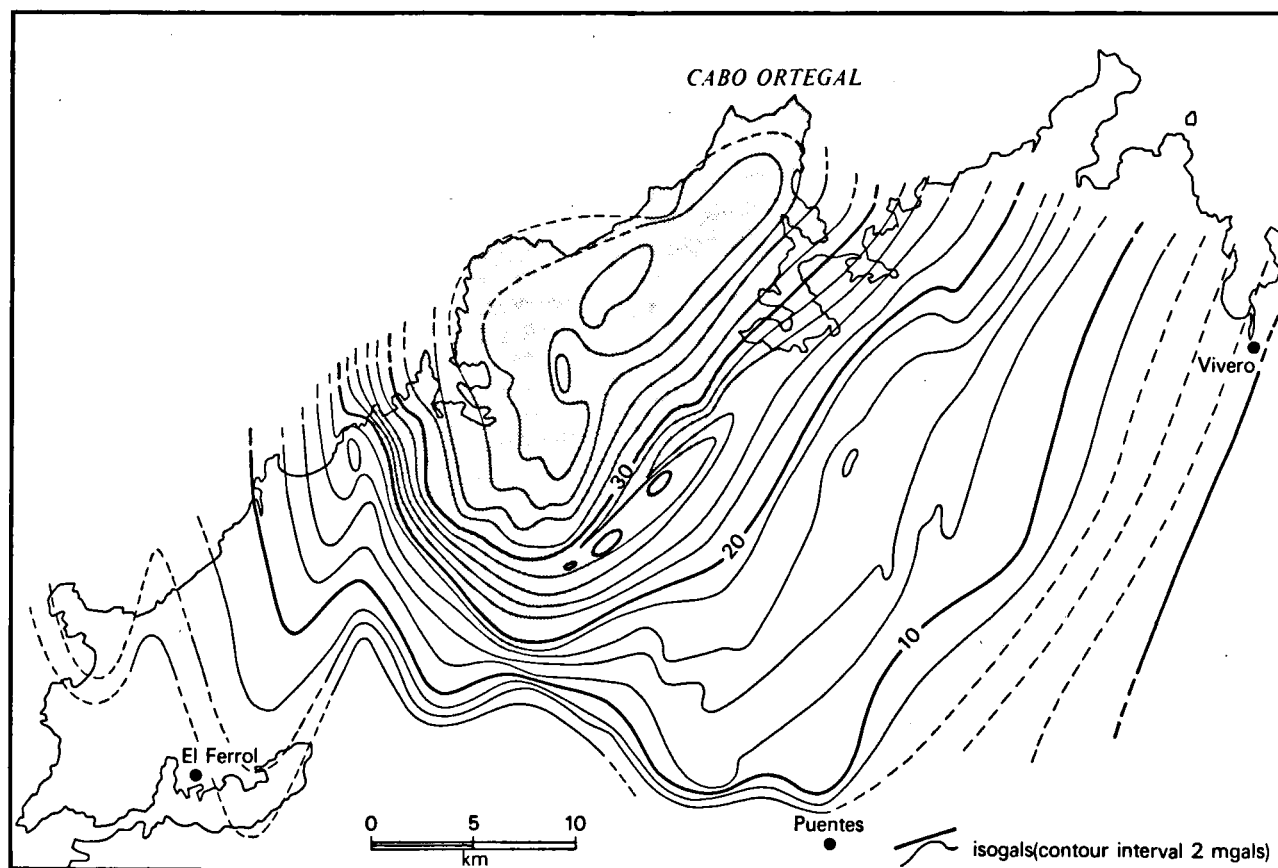 CABO ORTEGAL
Vivero
30
20
10
El Ferrol
0 5 10
km
Puentes
isogals(contour interval 2 mgals)